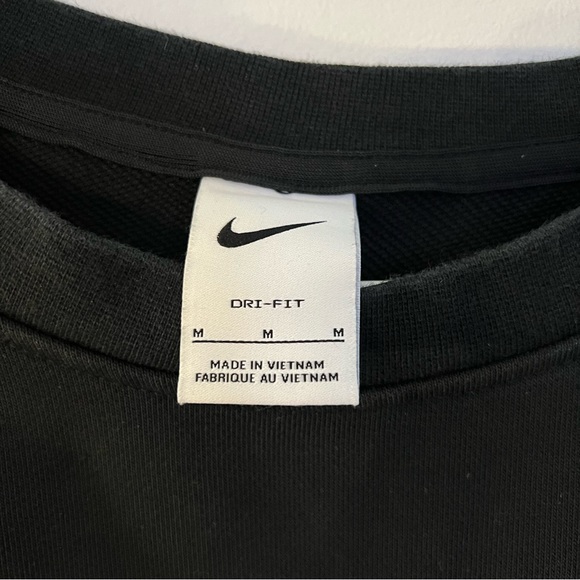 DRI-FIT
M M M
MADE IN VIETNAM
FABRIQUE AU VIETNAM